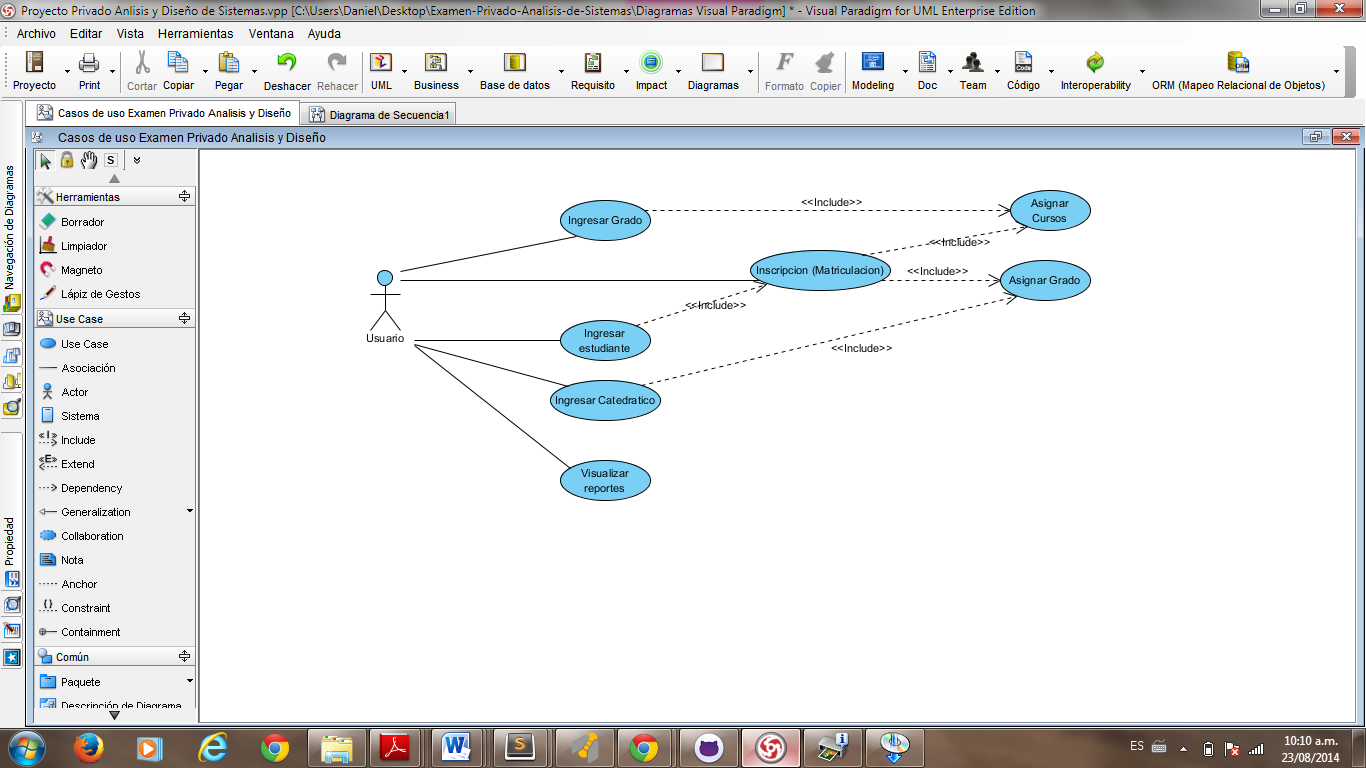 Proyecto Privado Anlisis y Diseño de Sistemas.vpp [C:\Users\Daniel\Desktop\Examen-Privado-Analisis-de-Sistemas\Diagramas Visual Paradigm] * - Visual Paradigm for UML Enterprise Edition
Archivo Editar Vista Herramientas Ventana Ayuda
Proyecto Print Cortar Copiar Pegar Deshacer Rehacer UML Business Base de datos Requisito Impact Diagramas Formato Copier Modeling Doc Team Código Interoperability ORM (Mapeo Relacional de Objetos)
Casos de uso Examen Privado Analisis y Diseño Diagrama de Secuencia1
Casos de uso Examen Privado Analisis y Diseño
Navegación de Diagramas
Propiedad
S
Herramientas
Borrador
Limpiador
Magneto
Lápiz de Gestos
Use Case
Use Case
Asociación
Actor
Sistema
Include
Extend
Dependency
Generalization
Collaboration
Nota
Anchor
Constraint
Containment
Común
Paquete
Descripción de Diagrama
Ingresar Grado
<<Include>>
Asignar
Cursos
<<Include>>
Inscripcion (Matriculacion)
<<Include>>
Asignar Grado
<<Include>>
Usuario
Ingresar
estudiante
<<Include>>
Ingresar Catedratico
Visualizar
reportes
ES
10:10 a.m.
23/08/2014